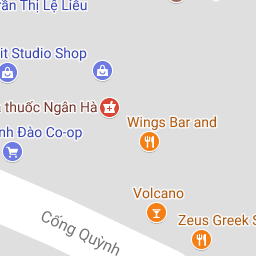 rần Thị Lệ Liễu
it Studio Shop
thuốc Ngân Hà
nh Đào Co-op
Wings Bar and
Volcano
Zeus Greek S
Cống Quỳnh